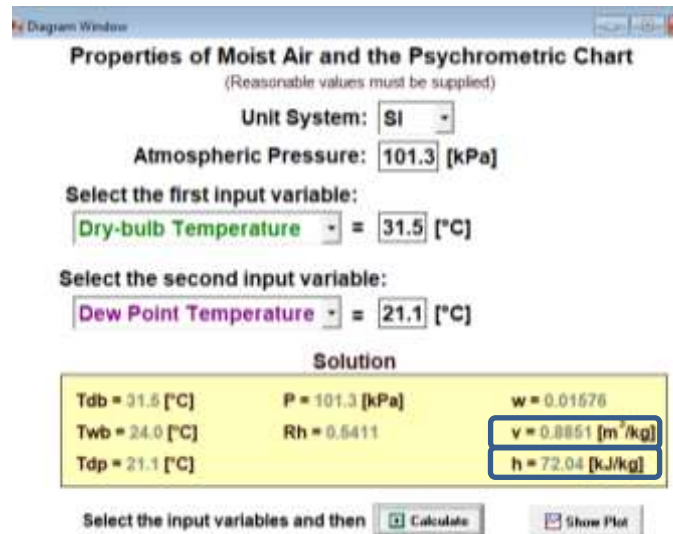 Diagram Window
Properties of Moist Air and the Psychrometric Chart
(Reasonable values must be supplied)
Unit System: SI
Atmospheric Pressure: 101.3 [kPa]
Select the first input variable:
Dry-bulb Temperature = 31.5 [°C]
Select the second input variable:
Dew Point Temperature = 21.1 [°C]
Solution
Tdb = 31.5 [°C] P = 101.3 [kPa] w = 0.01576
Twb = 24.0 [°C] Rh = 0.5411 v = 0.8851 [m³/kg]
Tdp = 21.1 [°C] h = 72.04 [kJ/kg]
Select the input variables and then Calculate Show Plot